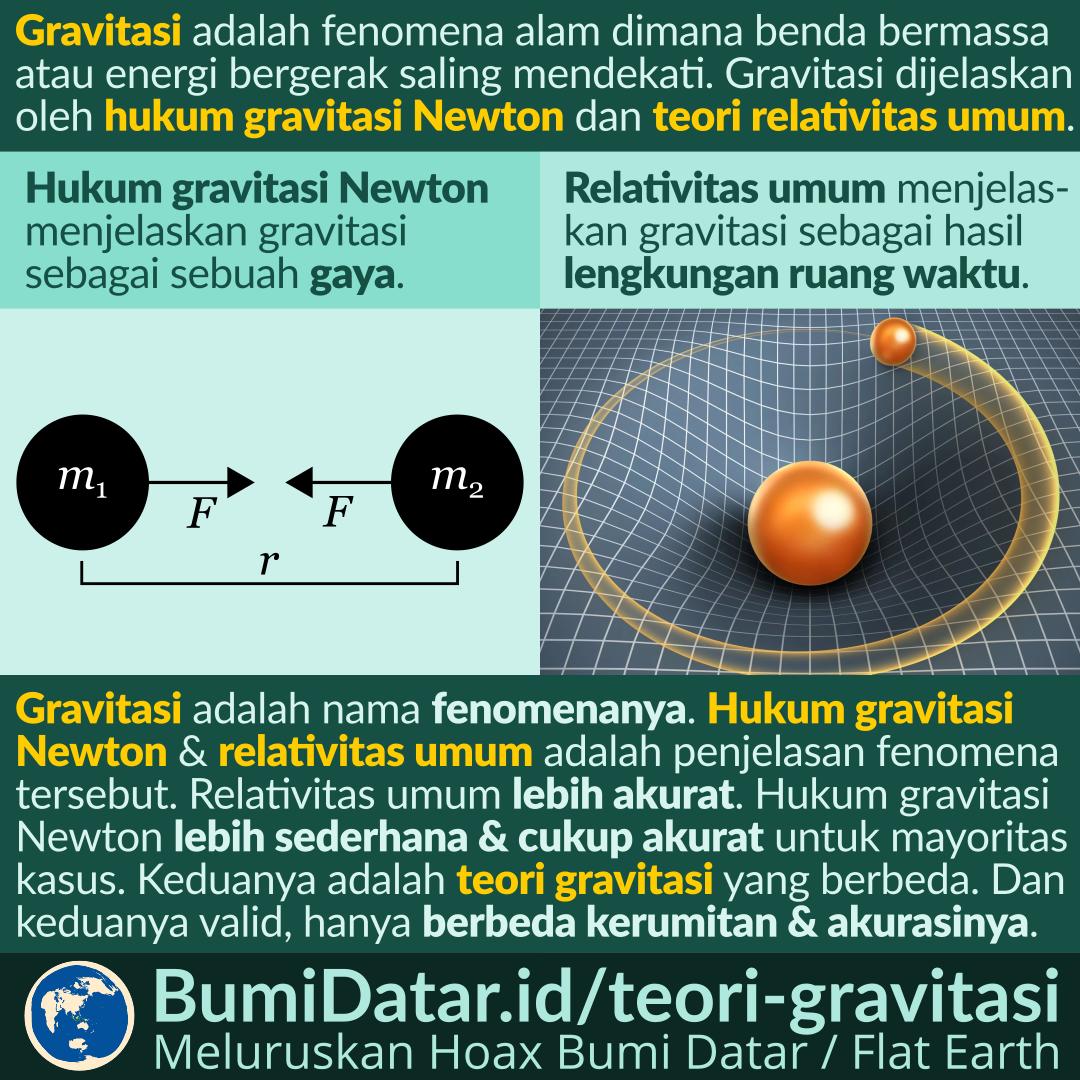 Gravitasi adalah fenomena alam dimana benda bermassa
atau energi bergerak saling mendekati. Gravitasi dijelaskan
oleh hukum gravitasi Newton dan teori relativitas umum.
Hukum gravitasi Newton
menjelaskan gravitasi
sebagai sebuah gaya.
Relativitas umum menjelas-
kan gravitasi sebagai hasil
lengkungan ruang waktu.
m₁
m₂
F
F
r
Gravitasi adalah nama fenomenanya. Hukum gravitasi
Newton & relativitas umum adalah penjelasan fenomena
tersebut. Relativitas umum lebih akurat. Hukum gravitasi
Newton lebih sederhana & cukup akurat untuk mayoritas
kasus. Keduanya adalah teori gravitasi yang berbeda. Dan
keduanya valid, hanya berbeda kerumitan & akurasinya.
BumiDatar.id/teori-gravitasi
Meluruskan Hoax Bumi Datar / Flat Earth